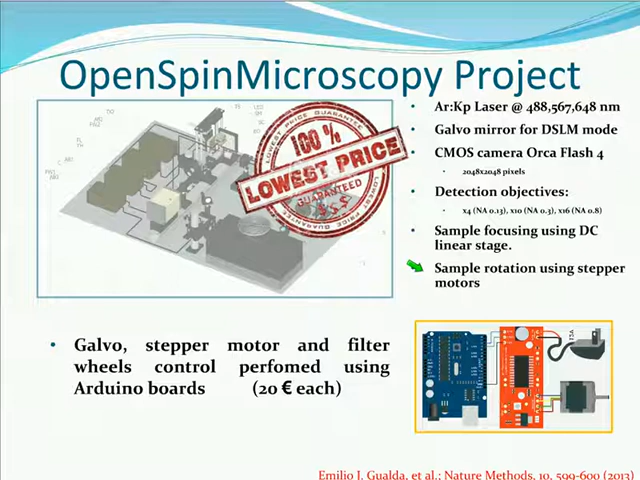 OpenSpinMicroscopy Project
100 %
LOWEST PRICE
GUARANTEED
$$$
• Ar:Kp Laser @ 488,567,648 nm
• Galvo mirror for DSLM mode
• CMOS camera Orca Flash 4
• 2048x2048 pixels
• Detection objectives:
• x4 (NA 0.13), x10 (NA 0.3), x16 (NA 0.8)
• Sample focusing using DC
linear stage.
Sample rotation using stepper
motors
• Galvo, stepper motor and filter
wheels control perfomed using
Arduino boards (20 € each)
12V
Emilio J. Gualda, et al.; Nature Methods, 10, 599-600 (2013)